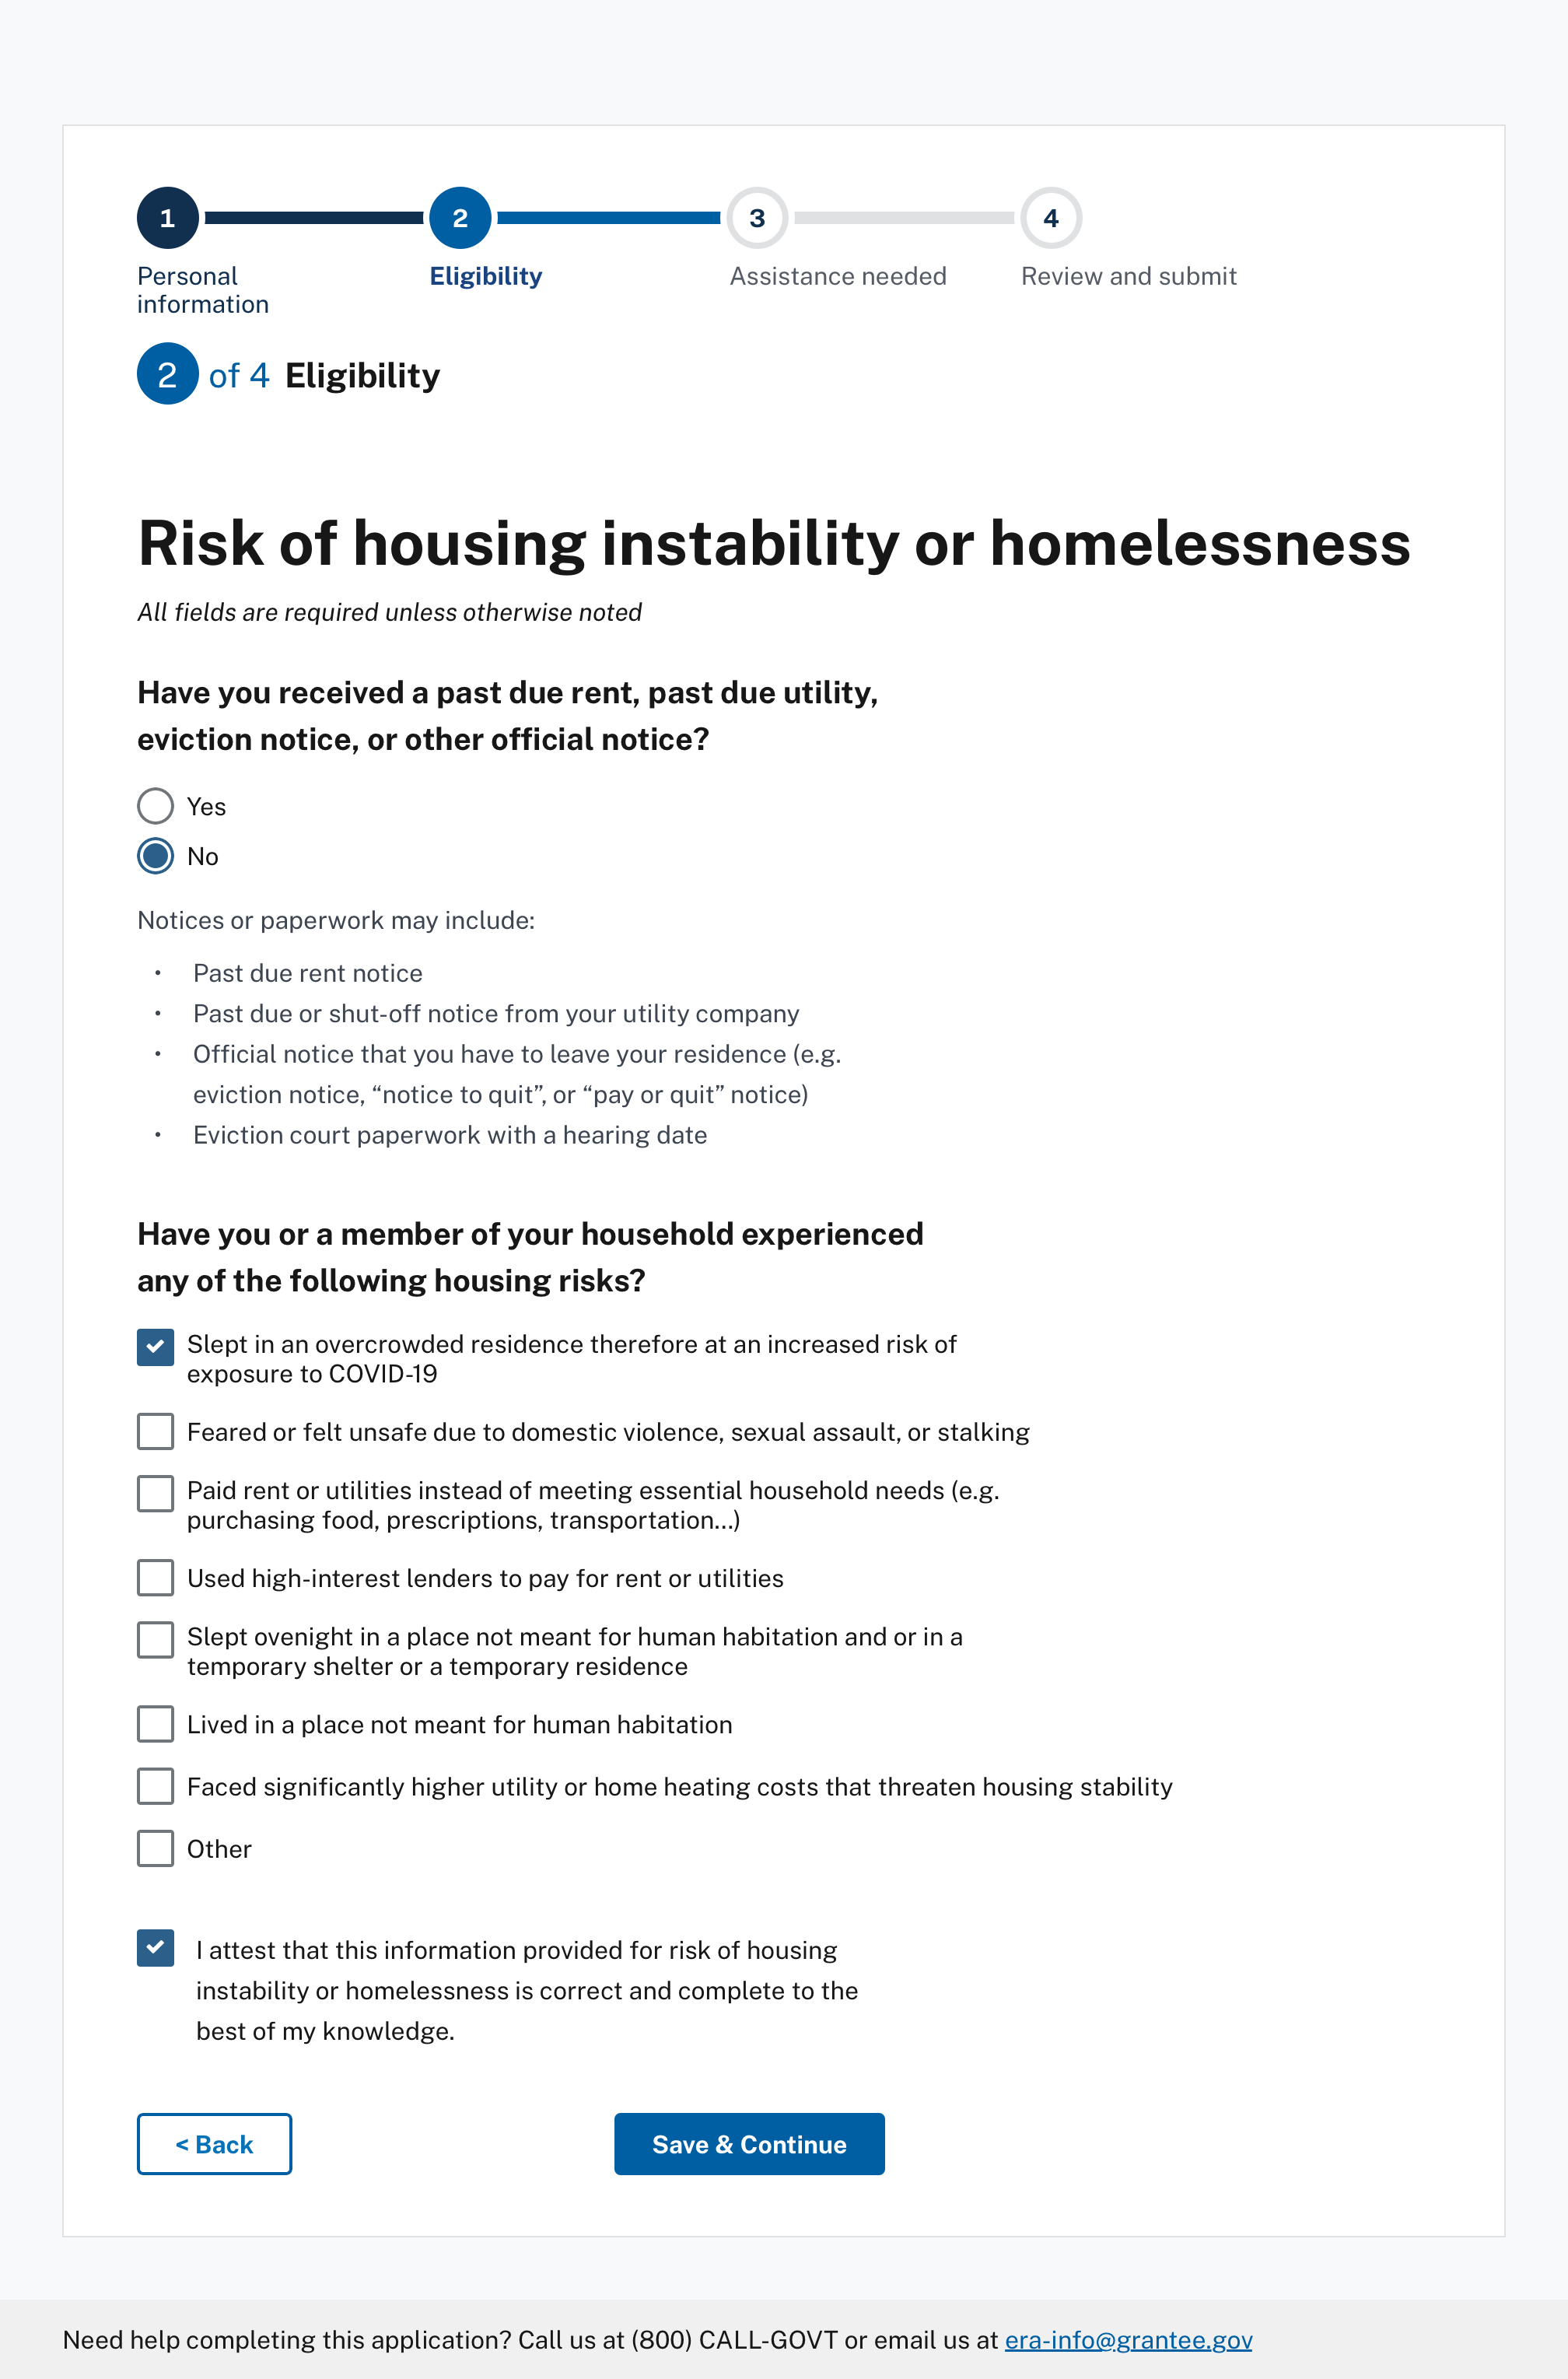 1
2
3
4
Personal
information
Eligibility
Assistance needed
Review and submit
2 of 4 Eligibility
Risk of housing instability or homelessness
All fields are required unless otherwise noted
Have you received a past due rent, past due utility,
eviction notice, or other official notice?
Yes
No
Notices or paperwork may include:
• Past due rent notice
• Past due or shut-off notice from your utility company
• Official notice that you have to leave your residence (e.g.
eviction notice, “notice to quit”, or “pay or quit” notice)
• Eviction court paperwork with a hearing date
Have you or a member of your household experienced
any of the following housing risks?
Slept in an overcrowded residence therefore at an increased risk of
exposure to COVID-19
Feared or felt unsafe due to domestic violence, sexual assault, or stalking
Paid rent or utilities instead of meeting essential household needs (e.g.
purchasing food, prescriptions, transportation...)
Used high-interest lenders to pay for rent or utilities
Slept ovenight in a place not meant for human habitation and or in a
temporary shelter or a temporary residence
Lived in a place not meant for human habitation
Faced significantly higher utility or home heating costs that threaten housing stability
Other
I attest that this information provided for risk of housing
instability or homelessness is correct and complete to the
best of my knowledge.
< Back
Save & Continue
Need help completing this application? Call us at (800) CALL-GOVT or email us at era-info@grantee.gov